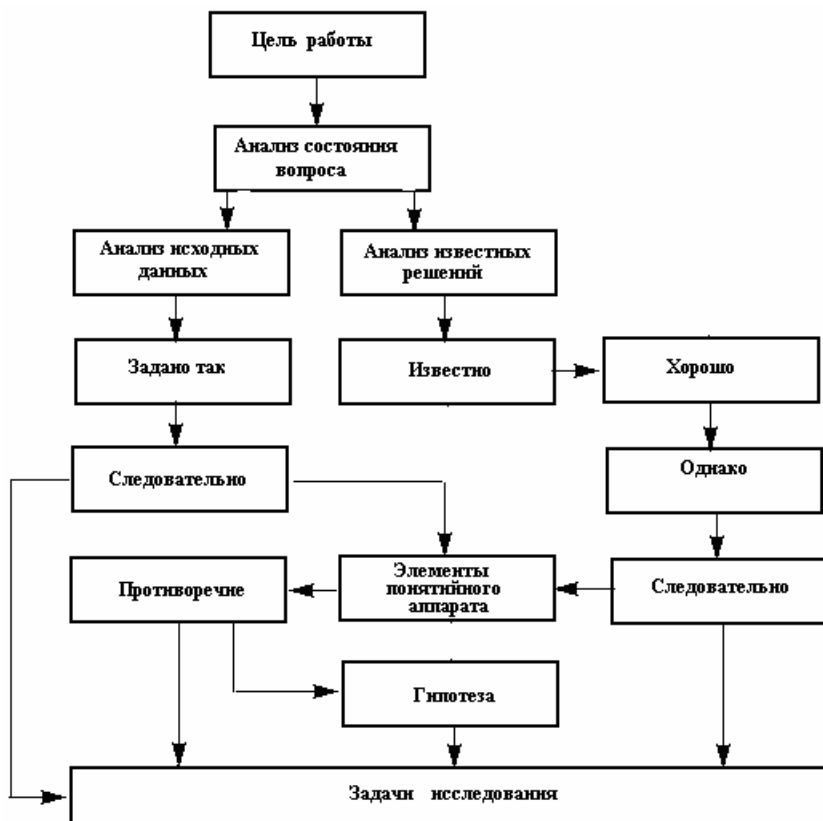 Цель работы
Анализ состояния
вопроса
Анализ исходных
данных
Анализ известных
решений
Задано так
Известно
Хорошо
Следовательно
Однако
Противоречие
Элементы
понятийного
аппарата
Следовательно
Гипотеза
Задачи исследования